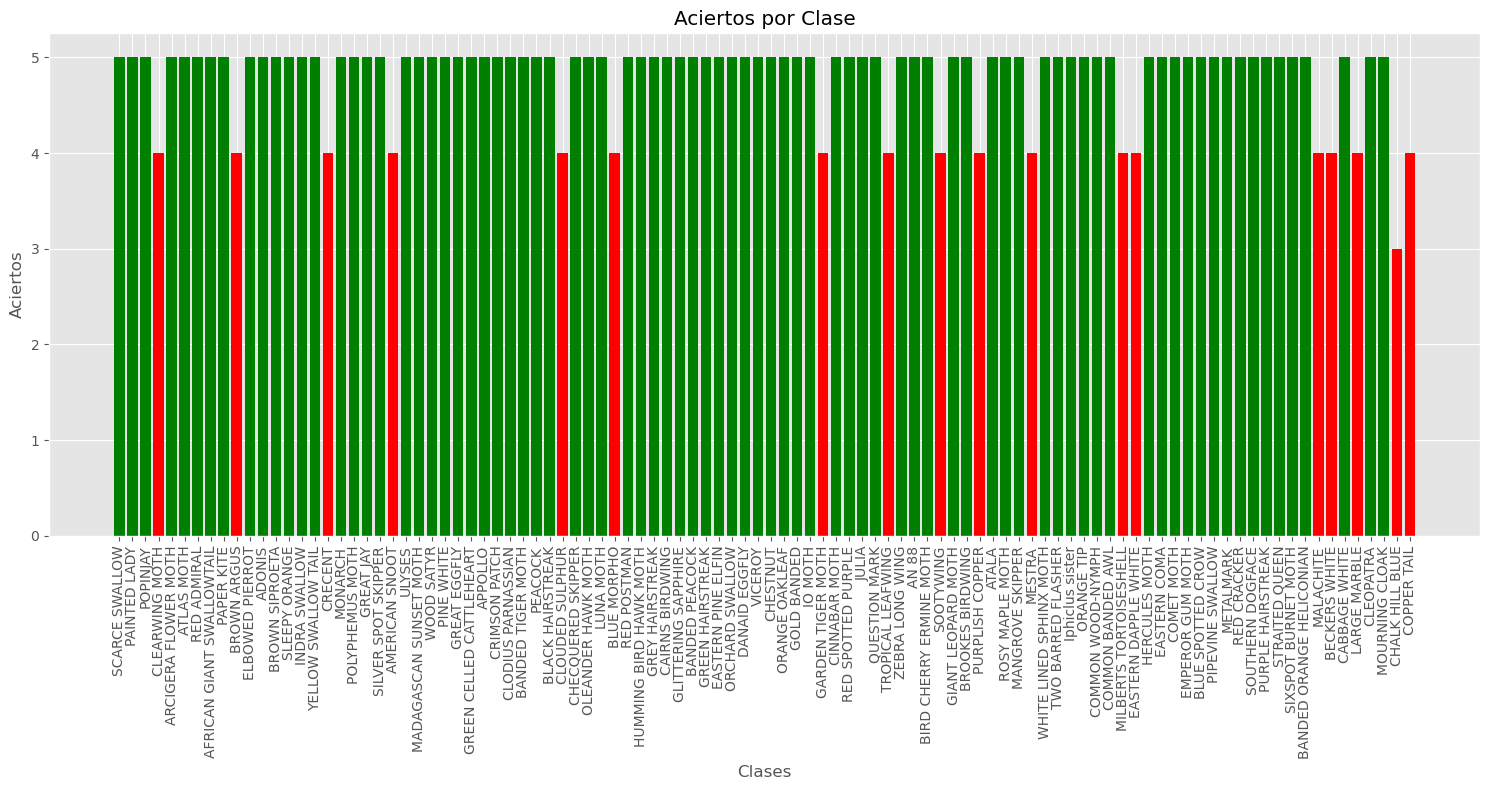 Aciertos por Clase
Aciertos
5
4
3
2
1
0
SCARCE SWALLOW
PAINTED LADY
POPINJAY
CLEARWING MOTH
ARCIGERA FLOWER MOTH
ATLAS MOTH
RED ADMIRAL
AFRICAN GIANT SWALLOWTAIL
PAPER KITE
BROWN ARGUS
ELBOWED PIERROT
ADONIS
BROWN SIPROETA
SLEEPY ORANGE
INDRA SWALLOW
YELLOW SWALLOW TAIL
CRECENT
MONARCH
POLYPHEMUS MOTH
GREAT JAY
SILVER SPOT SKIPPER
AMERICAN SNOOT
ULYSES
MADAGASCAN SUNSET MOTH
WOOD SATYR
PINE WHITE
GREAT EGGFLY
GREEN CELLED CATTLEHEART
APPOLLO
CRIMSON PATCH
CLODIUS PARNASSIAN
BANDED TIGER MOTH
PEACOCK
BLACK HAIRSTREAK
CLOUDED SULPHUR
CHECQUERED SKIPPER
OLEANDER HAWK MOTH
LUNA MOTH
BLUE MORPHO
RED POSTMAN
HUMMING BIRD HAWK MOTH
GREY HAIRSTREAK
CAIRNS BIRDWING
GLITTERING SAPPHIRE
BANDED PEACOCK
GREEN HAIRSTREAK
EASTERN PINE ELFIN
ORCHARD SWALLOW
DANAID EGGFLY
VICEROY
CHESTNUT
ORANGE OAKLEAF
GOLD BANDED
IO MOTH
GARDEN TIGER MOTH
CINNABAR MOTH
RED SPOTTED PURPLE
JULIA
QUESTION MARK
TROPICAL LEAFWING
ZEBRA LONG WING
AN 88
BIRD CHERRY ERMINE MOTH
SOOTYWING
GIANT LEOPARD MOTH
BROOKES BIRDWING
PURPLISH COPPER
ATALA
ROSY MAPLE MOTH
MANGROVE SKIPPER
MESTRA
WHITE LINED SPHINX MOTH
TWO BARRED FLASHER
Iphiclus sister
ORANGE TIP
COMMON WOOD-NYMPH
COMMON BANDED AWL
MILBERTS TORTOISESHELL
EASTERN DAPPLE WHITE
HERCULES MOTH
EASTERN COMA
COMET MOTH
EMPEROR GUM MOTH
BLUE SPOTTED CROW
PIPEVINE SWALLOW
METALMARK
RED CRACKER
SOUTHERN DOGFACE
PURPLE HAIRSTREAK
STRAITED QUEEN
SIXSPOT BURNET MOTH
BANDED ORANGE HELICONIAN
MALACHITE
BECKERS WHITE
CABBAGE WHITE
LARGE MARBLE
CLEOPATRA
MOURNING CLOAK
CHALK HILL BLUE
COPPER TAIL
Clases